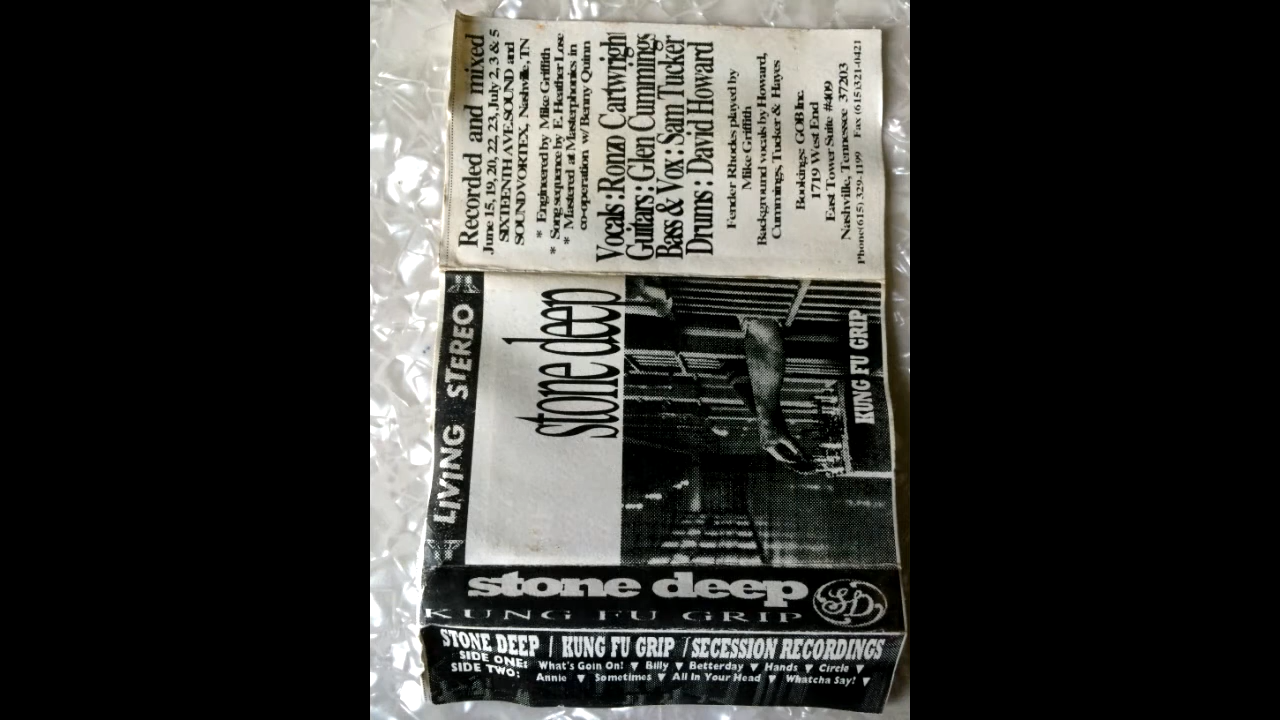 Recorded and mixed
June 15, 19, 20, 22, 23, July 2, 3 & 5
SIXTEENTH AVE SOUND and
SOUND VORTEX, Nashville, TN
* Engineered by Mike Griffith
* Song sequence by E. Heather Lose
* Mastered at Masterphonics in
co-operation w/ Benny Quinn
Vocals : Ronzo Cartwright
Guitars : Glen Cummings
Bass & Vox : Sam Tucker
Drums : David Howard
Fender Rhodes played by
Mike Griffith
Background vocals by Howard,
Cummings, Tucker & Hayes
Bookings: GOB Inc.
1719 West End
East Tower Suite #409
Nashville, Tennessee 37203
Phone (615) 329-1199 Fax (615)321-0421
LIVING STEREO
stone deep
KUNG FU GRIP
stone deep
SD
KUNG FU GRIP
STONE DEEP / KUNG FU GRIP / SECESSION RECORDINGS
SIDE ONE: What's Goin On! ▼ Billy ▼ Betterday ▼ Hands ▼ Circle ▼
SIDE TWO: Annie ▼ Sometimes ▼ All In Your Head ▼ Whatcha Say! ▼